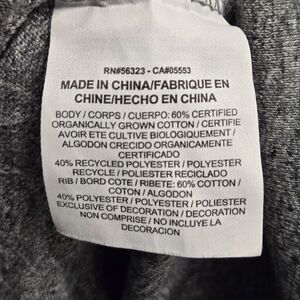 RN#56323 - CA#05553
MADE IN CHINA/FABRIQUE EN
CHINE/HECHO EN CHINA
BODY / CORPS / CUERPO: 60% CERTIFIED
ORGANICALLY GROWN COTTON / CERTIFIE
AVOIR ETE CULTIVE BIOLOGIQUEMENT /
ALGODON CRECIDO ORGANICAMENTE
CERTIFICADO
40% RECYCLED POLYESTER / POLYESTER
RECYCLE / POLIESTER RECICLADO
RIB / BORD COTE / RIBETE: 60% COTTON
/ COTON / ALGODON
40% POLYESTER / POLYESTER / POLIESTER
EXCLUSIVE OF DECORATION / DECORATION
NON COMPRISE / NO INCLUYE LA
DECORACION